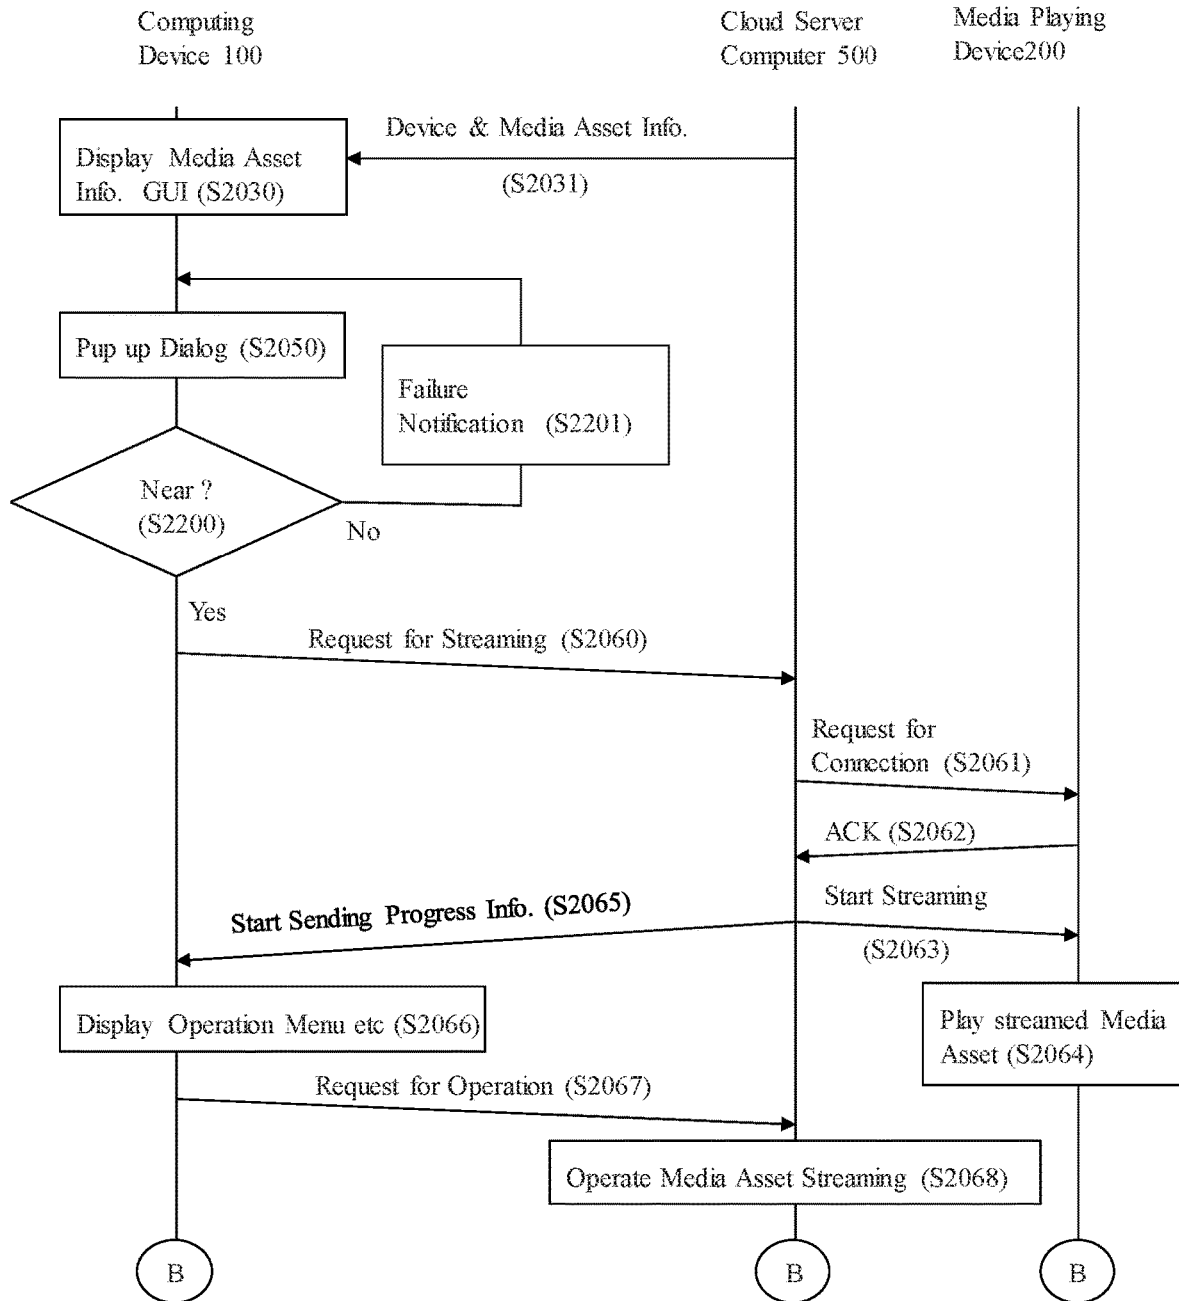 Computing
Device 100
Cloud Server
Computer 500
Media Playing
Device200
Device & Media Asset Info.
(S2031)
Display Media Asset
Info. GUI (S2030)
Pup up Dialog (S2050)
Failure
Notification (S2201)
Near ?
(S2200)
No
Yes
Request for Streaming (S2060)
Request for
Connection (S2061)
ACK (S2062)
Start Sending Progress Info. (S2065)
Start Streaming
(S2063)
Display Operation Menu etc (S2066)
Play streamed Media
Asset (S2064)
Request for Operation (S2067)
Operate Media Asset Streaming (S2068)
B
B
B